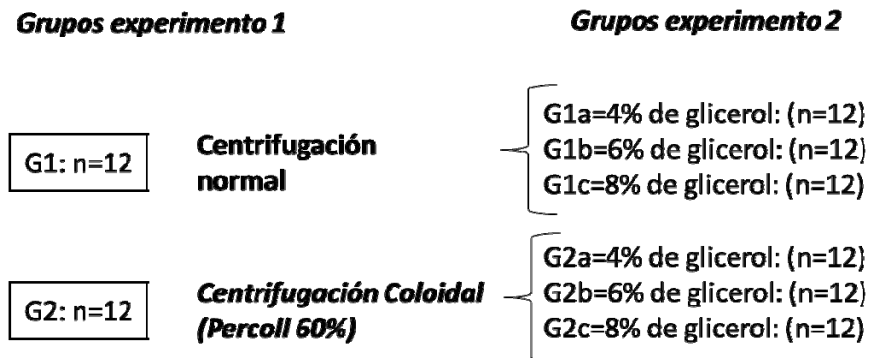 Grupos experimento 1
Grupos experimento 2
G1: n=12
Centrifugación
normal
G1a=4% de glicerol: (n=12)
G1b=6% de glicerol: (n=12)
G1c=8% de glicerol: (n=12)
G2: n=12
Centrifugación Coloidal
(Percoll 60%)
G2a=4% de glicerol: (n=12)
G2b=6% de glicerol: (n=12)
G2c=8% de glicerol: (n=12)